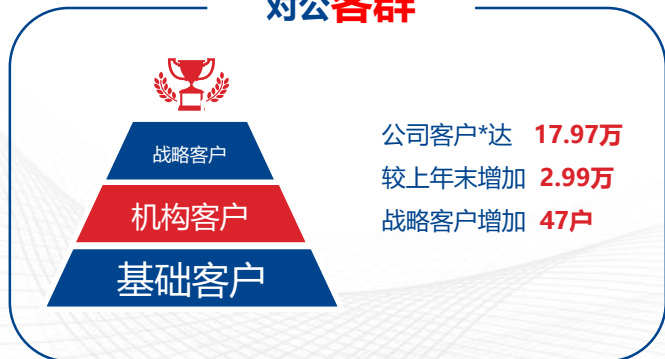 对公客群
战略客户
机构客户
基础客户
公司客户*达 17.97万
较上年末增加 2.99万
战略客户增加 47户